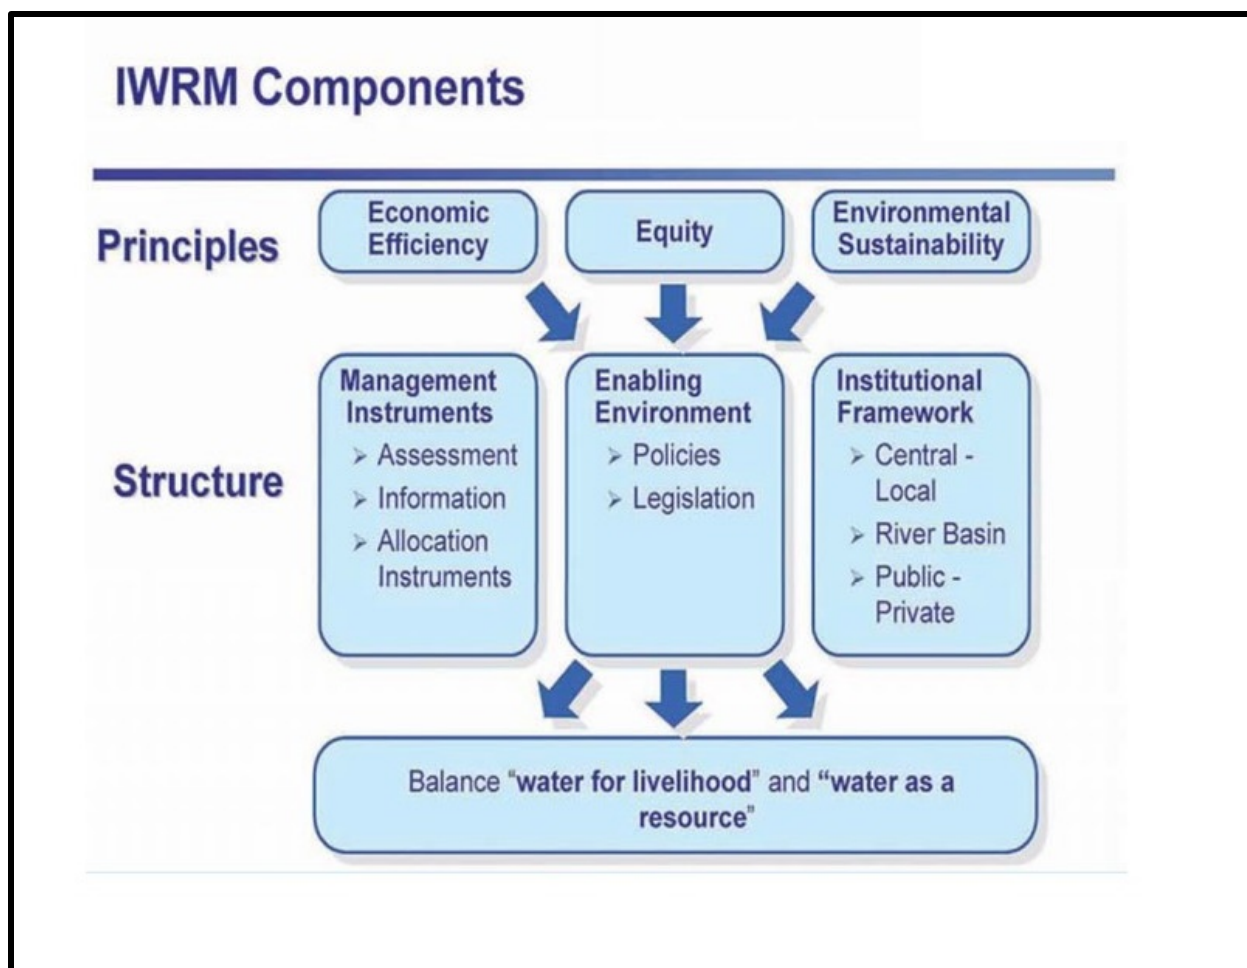 IWRM Components
Principles
Economic
Efficiency
Equity
Environmental
Sustainability
Structure
Management
Instruments
➢ Assessment
➢ Information
➢ Allocation
Instruments
Enabling
Environment
➢ Policies
➢ Legislation
Institutional
Framework
➢ Central -
Local
➢ River Basin
➢ Public -
Private
Balance “water for livelihood” and “water as a
resource”